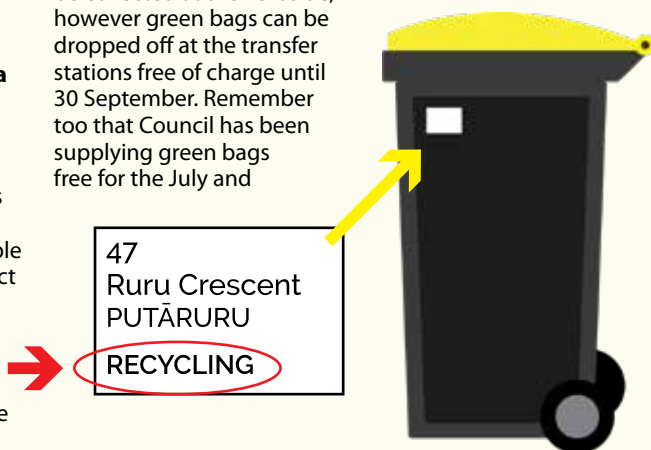 however green bags can be
dropped off at the transfer
stations free of charge until
30 September. Remember
too that Council has been
supplying green bags
free for the July and
47
Ruru Crescent
PUTĀRURU
RECYCLING